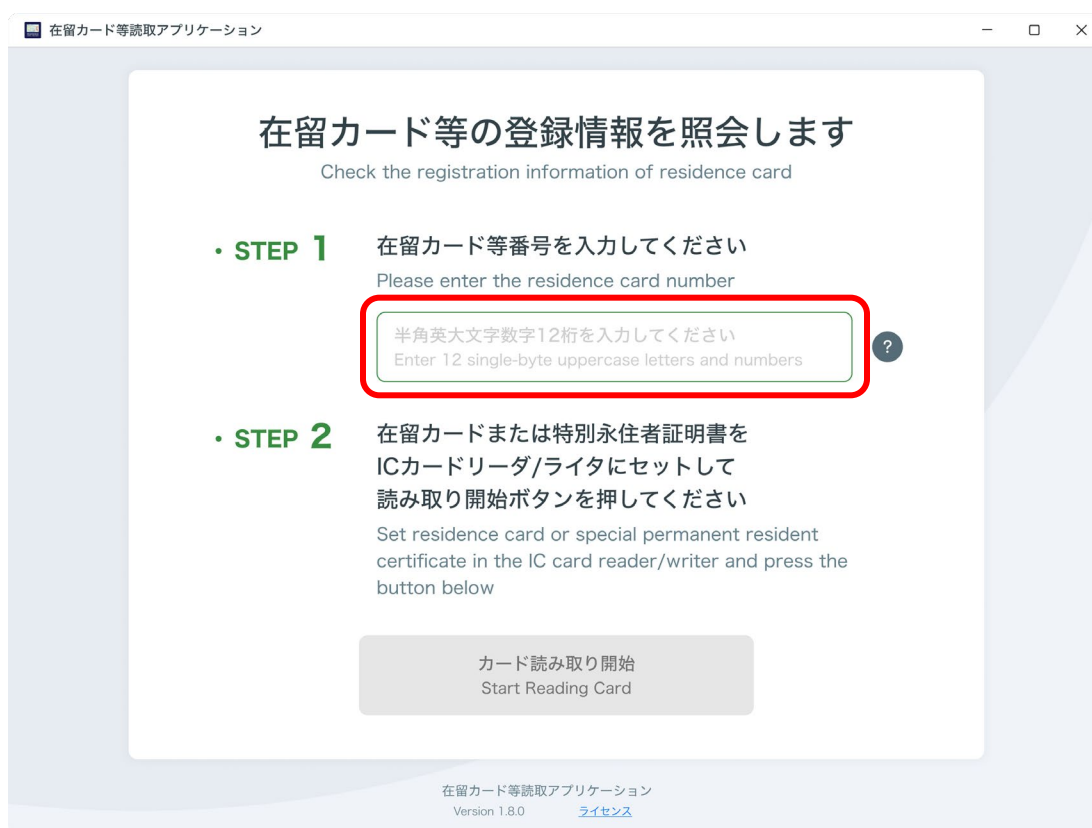 在留カード等読取アプリケーション
在留カード等の登録情報を照会します
Check the registration information of residence card
・STEP 1
在留カード等番号を入力してください
Please enter the residence card number
半角英大文字数字12桁を入力してください
Enter 12 single-byte uppercase letters and numbers
?
・STEP 2
在留カードまたは特別永住者証明書を
ICカードリーダ/ライタにセットして
読み取り開始ボタンを押してください
Set residence card or special permanent resident
certificate in the IC card reader/writer and press the
button below
カード読み取り開始
Start Reading Card
在留カード等読取アプリケーション
Version 1.8.0 ライセンス